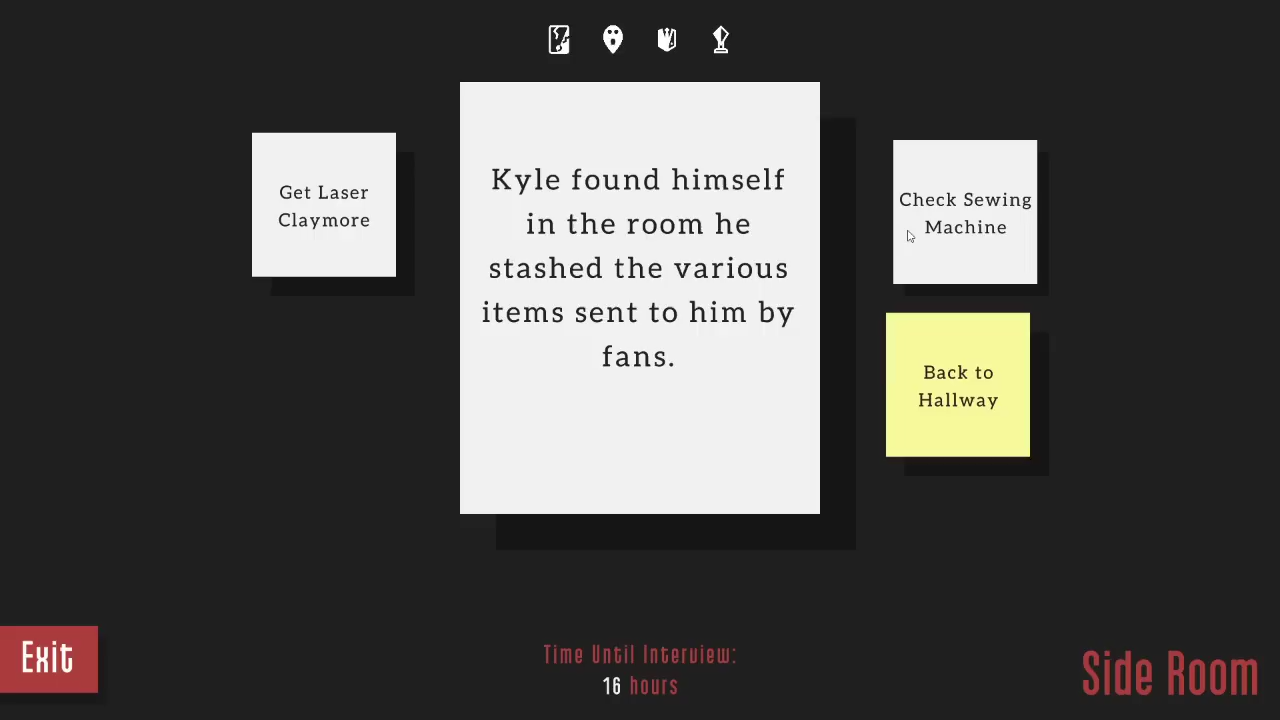 Get Laser
Claymore
Kyle found himself
in the room he
stashed the various
items sent to him by
fans.
Check Sewing
Machine
Back to
Hallway
Exit
Time Until Interview:
16 hours
Side Room